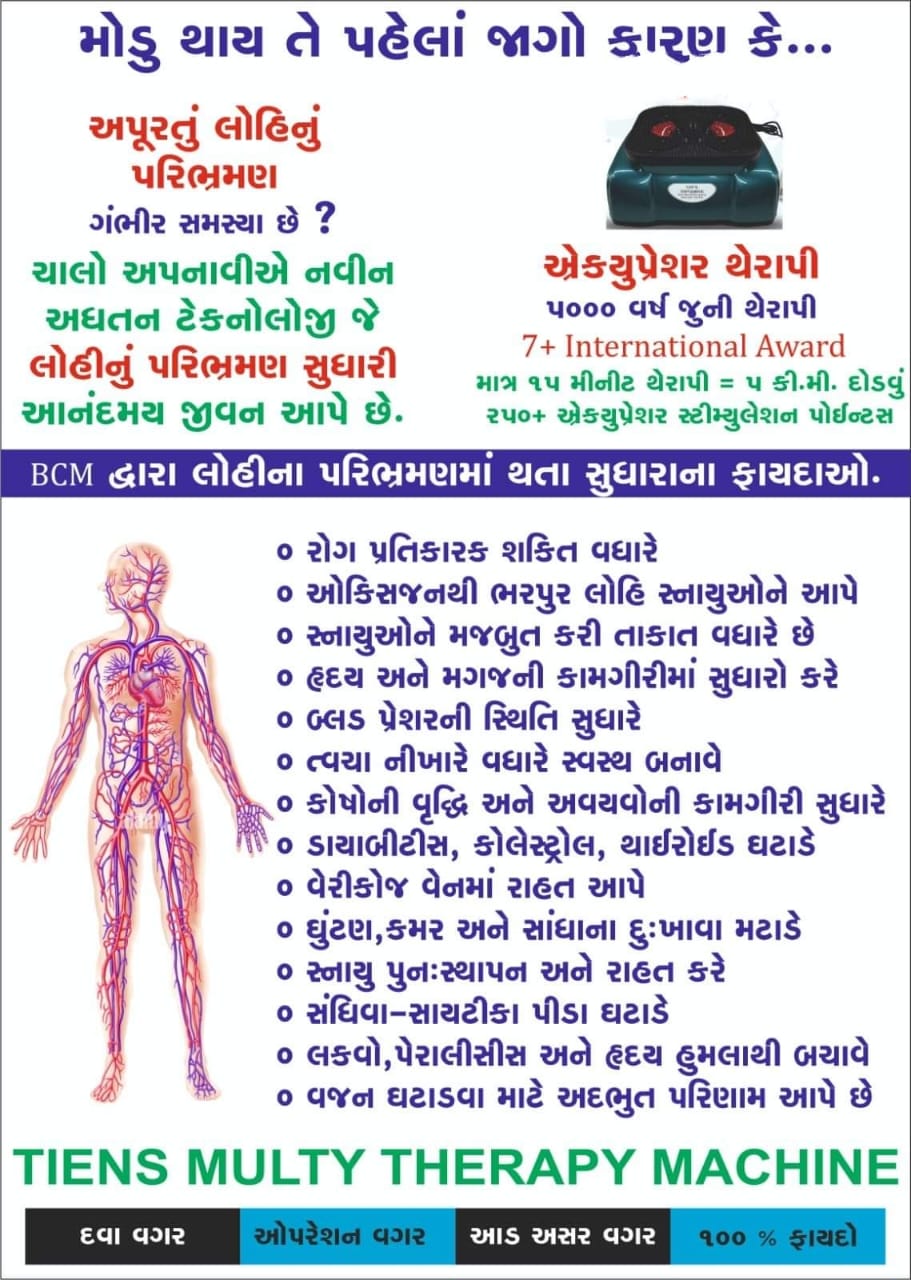 મોડુ થાય તે પહેલાં જાગો કારણ કે...
અપૂરતું લોહિનું
પરિભ્રમણ
ગંભીર સમસ્યા છે ?
ચાલો અપનાવીએ નવીન
અધતન ટેકનોલોજી જે
લોહીનું પરિભ્રમણ સુધારી
આનંદમય જીવન આપે છે.
એકયુપ્રેશર થેરાપી
૫૦૦૦ વર્ષ જુની થેરાપી
7+ International Award
માત્ર ૧૫ મીનીટ થેરાપી = ૫ કી.મી. દોડવું
૨૫૦+ એકયુપ્રેશર સ્ટીમ્યુલેશન પોઈન્ટસ
BCM દ્વારા લોહીના પરિભ્રમણમાં થતા સુધારાના ફાયદાઓ.
o રોગ પ્રતિકારક શકિત વધારે
o ઓકિસજનથી ભરપુર લોહિ સ્નાયુઓને આપે
o સ્નાયુઓને મજબુત કરી તાકાત વધારે છે
o હૃદય અને મગજની કામગીરીમાં સુધારો કરે
o બ્લડ પ્રેશરની સ્થિતિ સુધારે
o ત્વચા નીખારે વધારે સ્વસ્થ બનાવે
o કોષોની વૃદ્ધિ અને અવયવોની કામગીરી સુધારે
o ડાયાબીટીસ, કોલેસ્ટ્રોલ, થાઈરોઈડ ઘટાડે
o વેરીકોજ વેનમાં રાહત આપે
o ઘુંટણ,કમર અને સાંધાના દુઃખાવા મટાડે
o સ્નાયુ પુનઃસ્થાપન અને રાહત કરે
o સંધિવા-સાયટીકા પીડા ઘટાડે
o લકવો,પેરાલીસીસ અને હૃદય હુમલાથી બચાવે
o વજન ઘટાડવા માટે અદભુત પરિણામ આપે છે
TIENS MULTY THERAPY MACHINE
દવા વગર ઓપરેશન વગર આડ અસર વગર ૧૦૦ % ફાયદો